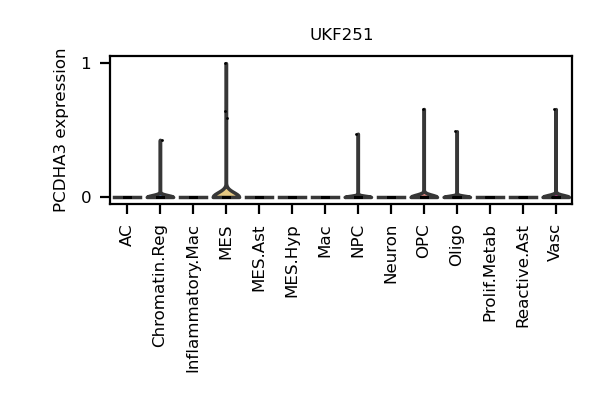 UKF251
PCDHA3 expression
1
0
AC
Chromatin.Reg
Inflammatory.Mac
MES
MES.Ast
MES.Hyp
Mac
NPC
Neuron
OPC
Oligo
Prolif.Metab
Reactive.Ast
Vasc